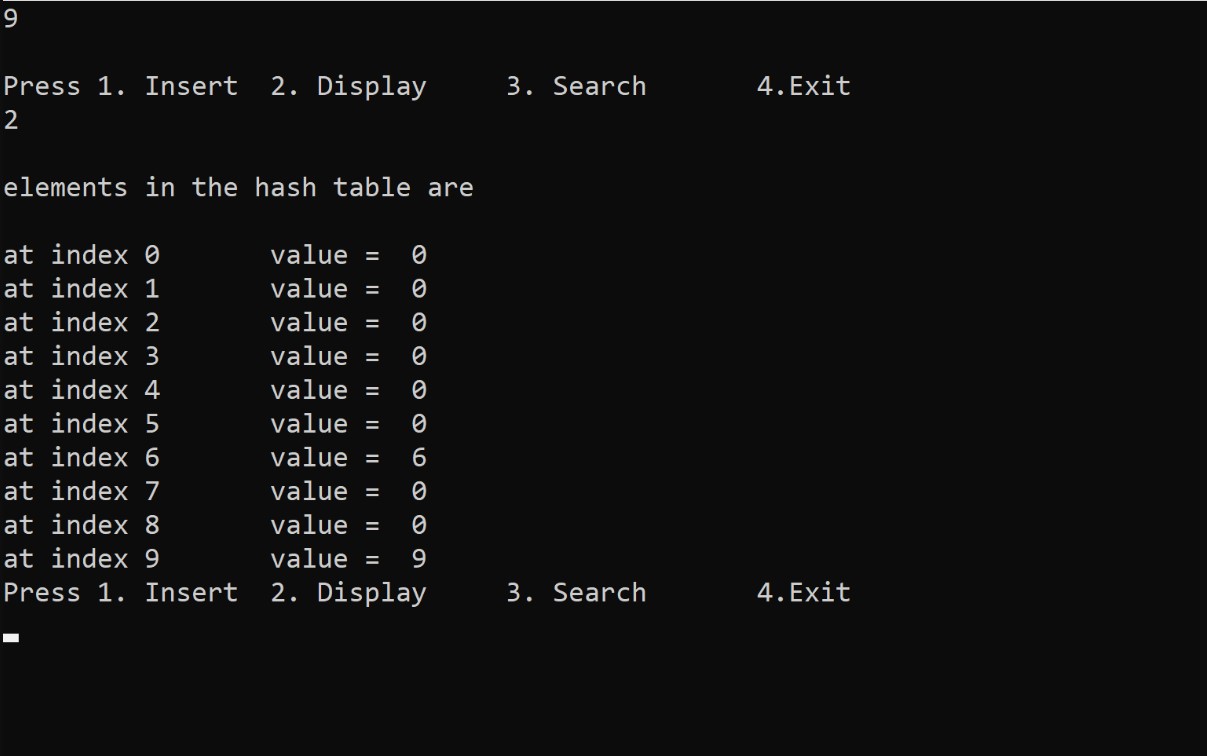 9
Press 1. Insert  2. Display     3. Search       4.Exit
2
elements in the hash table are
at index 0       value =  0
at index 1       value =  0
at index 2       value =  0
at index 3       value =  0
at index 4       value =  0
at index 5       value =  0
at index 6       value =  6
at index 7       value =  0
at index 8       value =  0
at index 9       value =  9
Press 1. Insert  2. Display     3. Search       4.Exit